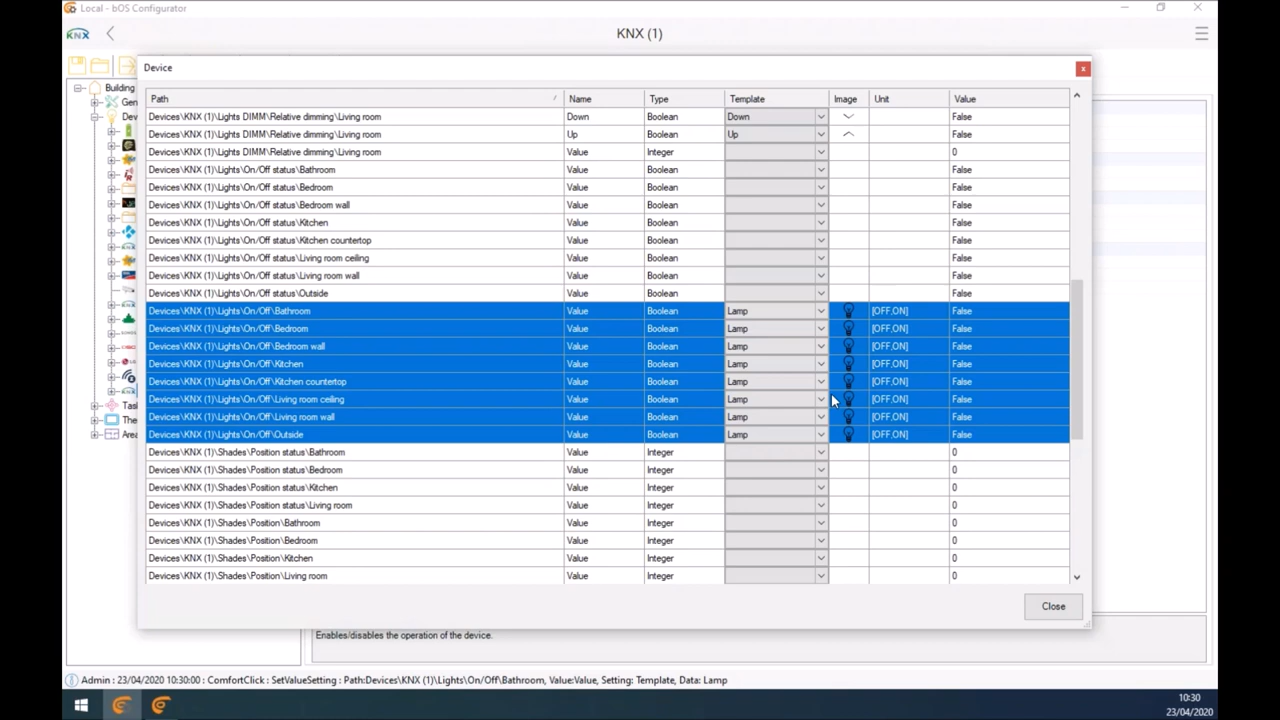 Local - bOS Configurator
KNX
KNX (1)
Building
Gen
Dev
Tas
The
Area
Device
Path Name Type Template Image Unit Value
Devices\KNX (1)\Lights DIMM\Relative dimming\Living room Down Boolean Down False
Devices\KNX (1)\Lights DIMM\Relative dimming\Living room Up Boolean Up False
Devices\KNX (1)\Lights DIMM\Relative dimming\Living room Value Integer 0
Devices\KNX (1)\Lights\On/Off status\Bathroom Value Boolean False
Devices\KNX (1)\Lights\On/Off status\Bedroom Value Boolean False
Devices\KNX (1)\Lights\On/Off status\Bedroom wall Value Boolean False
Devices\KNX (1)\Lights\On/Off status\Kitchen Value Boolean False
Devices\KNX (1)\Lights\On/Off status\Kitchen countertop Value Boolean False
Devices\KNX (1)\Lights\On/Off status\Living room ceiling Value Boolean False
Devices\KNX (1)\Lights\On/Off status\Living room wall Value Boolean False
Devices\KNX (1)\Lights\On/Off status\Outside Value Boolean False
Devices\KNX (1)\Lights\On/Off\Bathroom Value Boolean Lamp [OFF,ON] False
Devices\KNX (1)\Lights\On/Off\Bedroom Value Boolean Lamp [OFF,ON] False
Devices\KNX (1)\Lights\On/Off\Bedroom wall Value Boolean Lamp [OFF,ON] False
Devices\KNX (1)\Lights\On/Off\Kitchen Value Boolean Lamp [OFF,ON] False
Devices\KNX (1)\Lights\On/Off\Kitchen countertop Value Boolean Lamp [OFF,ON] False
Devices\KNX (1)\Lights\On/Off\Living room ceiling Value Boolean Lamp [OFF,ON] False
Devices\KNX (1)\Lights\On/Off\Living room wall Value Boolean Lamp [OFF,ON] False
Devices\KNX (1)\Lights\On/Off\Outside Value Boolean Lamp [OFF,ON] False
Devices\KNX (1)\Shades\Position status\Bathroom Value Integer 0
Devices\KNX (1)\Shades\Position status\Bedroom Value Integer 0
Devices\KNX (1)\Shades\Position status\Kitchen Value Integer 0
Devices\KNX (1)\Shades\Position status\Living room Value Integer 0
Devices\KNX (1)\Shades\Position\Bathroom Value Integer 0
Devices\KNX (1)\Shades\Position\Bedroom Value Integer 0
Devices\KNX (1)\Shades\Position\Kitchen Value Integer 0
Devices\KNX (1)\Shades\Position\Living room Value Integer 0
Close
Enables/disables the operation of the device.
Admin : 23/04/2020 10:30:00 : ComfortClick : SetValueSetting : Path:Devices\KNX (1)\Lights\On/Off\Bathroom, Value:Value, Setting: Template, Data: Lamp
10:30
23/04/2020